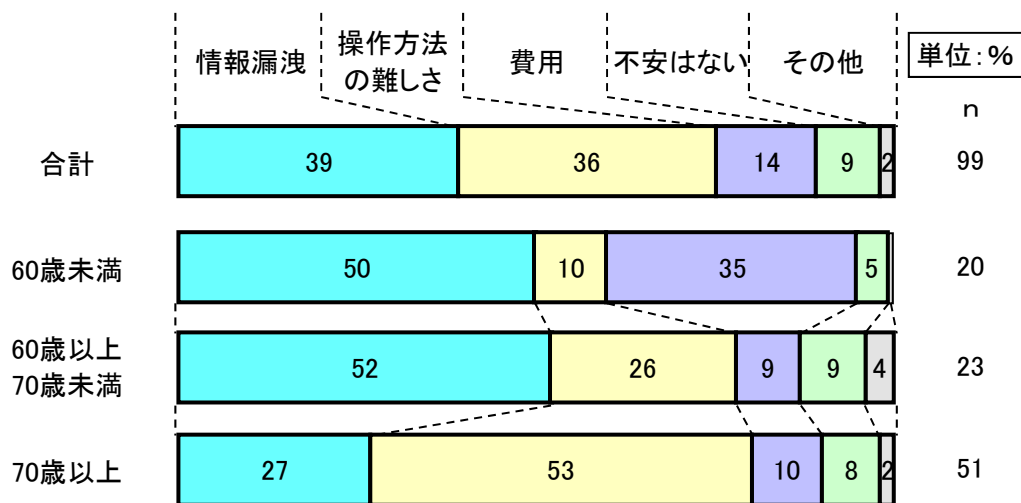 情報漏洩
操作方法
の難しさ
費用
不安はない
その他
単位:%
n
合計
39
36
14
9
2
99
60歳未満
50
10
35
5
20
60歳以上
70歳未満
52
26
9
9
4
23
70歳以上
27
53
10
8
2
51